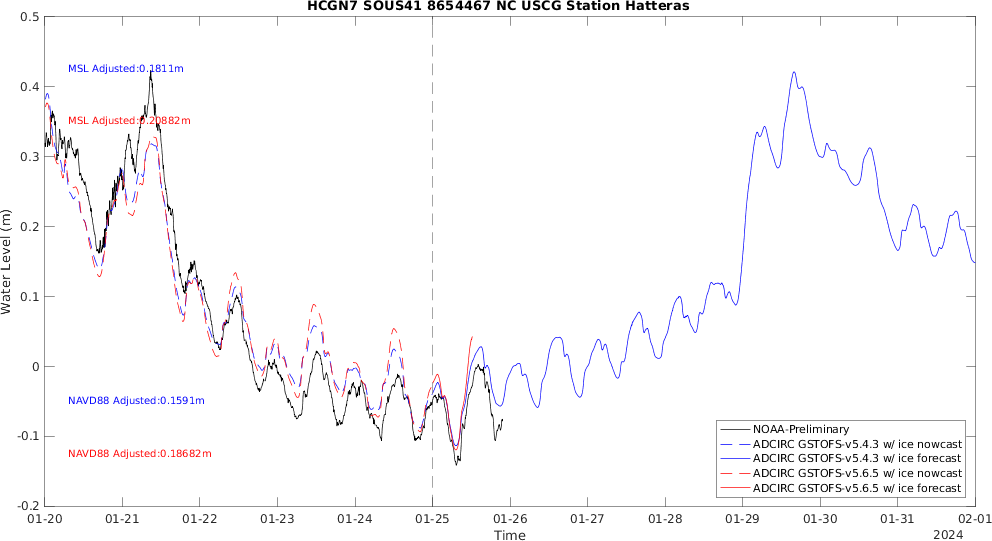 HCGN7 SOUS41 8654467 NC USCG Station Hatteras
0.5
0.4
0.3
0.2
0.1
0
-0.1
-0.2
Water Level (m)
MSL Adjusted:0.1811m
MSL Adjusted:0.20882m
NAVD88 Adjusted:0.1591m
NAVD88 Adjusted:0.18682m
NOAA-Preliminary
ADCIRC GSTOFS-v5.4.3 w/ ice nowcast
ADCIRC GSTOFS-v5.4.3 w/ ice forecast
ADCIRC GSTOFS-v5.6.5 w/ ice nowcast
ADCIRC GSTOFS-v5.6.5 w/ ice forecast
01-20 01-21 01-22 01-23 01-24 01-25 01-26 01-27 01-28 01-29 01-30 01-31 02-01
Time
2024